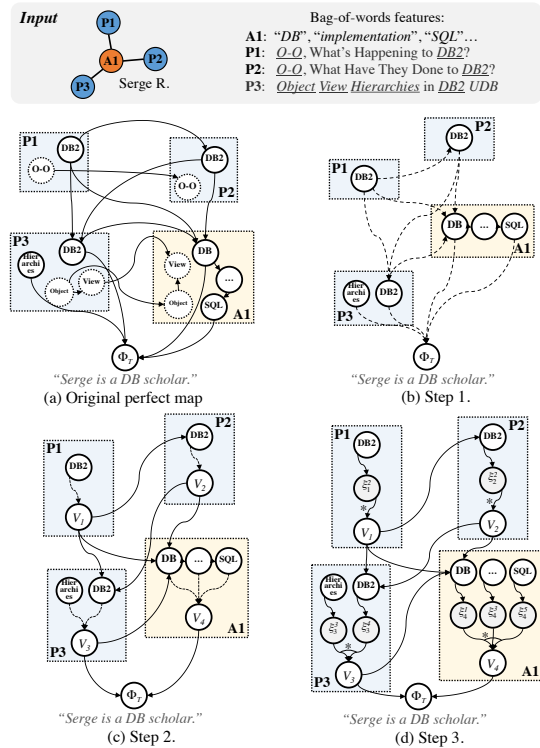 Input
P1
A1
P2
P3
Serge R.
Bag-of-words features:
A1: “DB”, “implementation”, “SQL”…
P1: O-O, What’s Happening to DB2?
P2: O-O, What Have They Done to DB2?
P3: Object View Hierarchies in DB2 UDB
P1
DB2
O-O
DB2
O-O
P2
P3
Hier
archi
es
DB2
Object
View
DB
View
...
Object
SQL
A1
Φ_T
“Serge is a DB scholar.”
(a) Original perfect map
P2
DB2
P1
DB2
DB
...
SQL
A1
Hier
archi
es
DB2
P3
Φ_T
“Serge is a DB scholar.”
(b) Step 1.
P2
DB2
P1
DB2
V_2
V_1
Hier
archi
es
DB2
DB
...
SQL
V_4
P3
V_3
A1
Φ_T
“Serge is a DB scholar.”
(c) Step 2.
P1
DB2
P2
DB2
ξ_1^2
*
V_1
ξ_2^2
*
V_2
Hier
archi
es
DB2
DB
...
SQL
ξ_3^3
ξ_3^4
*
ξ_4^1
ξ_4^3
ξ_4^5
*
P3
V_3
V_4
A1
Φ_T
“Serge is a DB scholar.”
(d) Step 3.